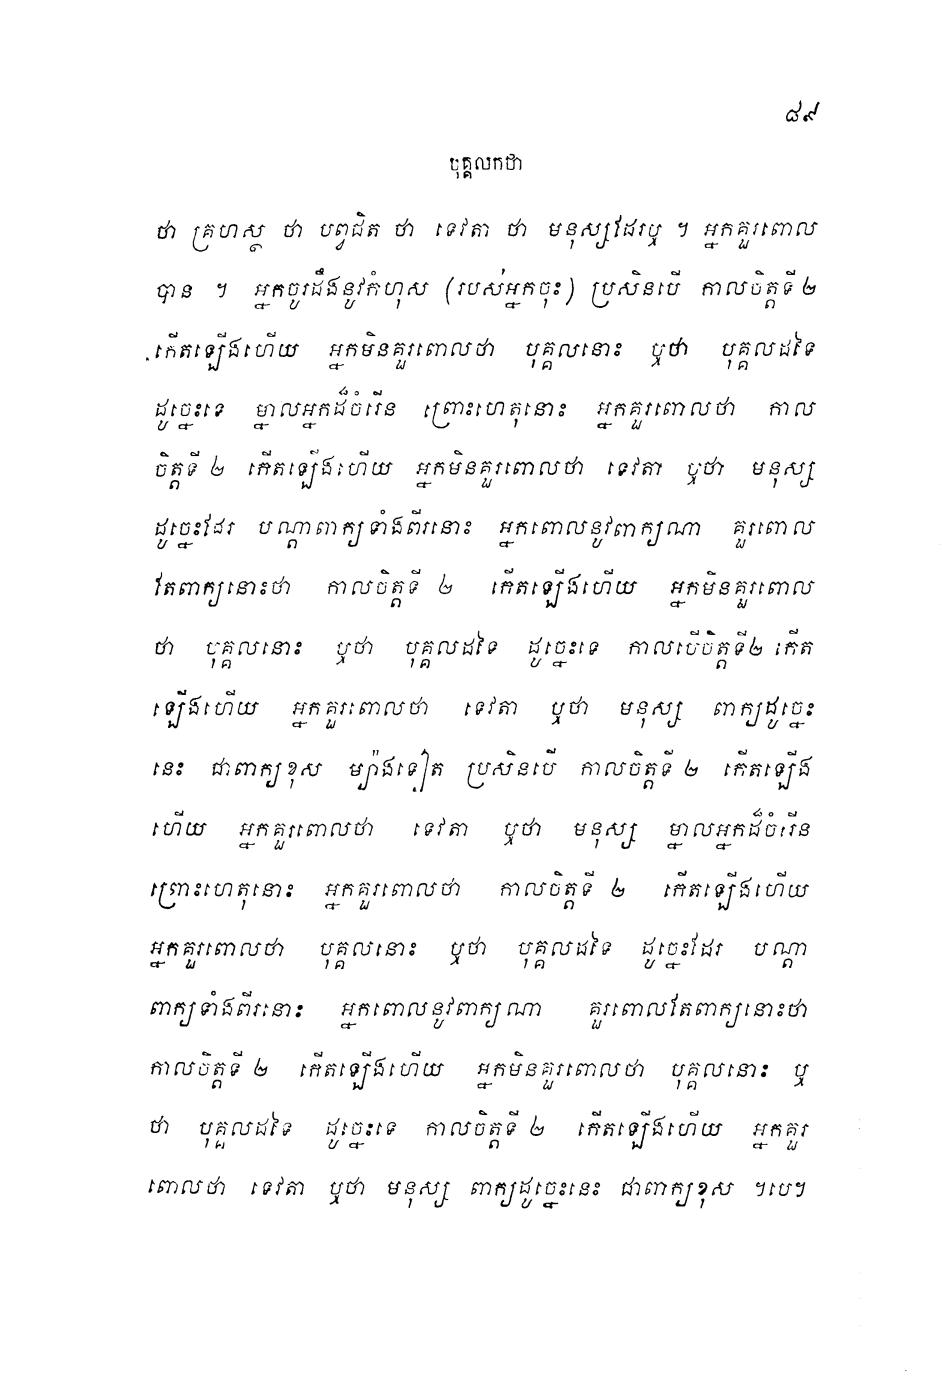 ៨៩
បុគ្គលកថា
ថា គ្រហស្ថ ថា បព្វជិត ថា ទេវតា ថា មនុស្សដែរឬ ។ អ្នកគួរពោល
បាន ។ អ្នកចូរដឹងនូវកំហុស (របស់អ្នកចុះ) ប្រសិនបើ កាលចិត្តទី ២
កើតឡើងហើយ អ្នកមិនគួរពោលថា បុគ្គលនោះ ឬថា បុគ្គលដទៃ
ដូច្នេះទេ ម្នាលអ្នកដ៏ចំរើន ព្រោះហេតុនោះ អ្នកគួរពោលថា កាល
ចិត្តទី ២ កើតឡើងហើយ អ្នកមិនគួរពោលថា ទេវតា ឬថា មនុស្ស
ដូច្នេះដែរ បណ្តាពាក្យទាំងពីរនោះ អ្នកពោលនូវពាក្យណា គួរពោល
តែពាក្យនោះថា កាលចិត្តទី ២ កើតឡើងហើយ អ្នកមិនគួរពោល
ថា បុគ្គលនោះ ឬថា បុគ្គលដទៃ ដូច្នេះទេ កាលបើចិត្តទី២ កើត
ឡើងហើយ អ្នកគួរពោលថា ទេវតា ឬថា មនុស្ស ពាក្យដូច្នេះ
នេះ ជាពាក្យខុស ម្យ៉ាងទៀត ប្រសិនបើ កាលចិត្តទី ២ កើតឡើង
ហើយ អ្នកគួរពោលថា ទេវតា ឬថា មនុស្ស ម្នាលអ្នកដ៏ចំរើន
ព្រោះហេតុនោះ អ្នកគួរពោលថា កាលចិត្តទី ២ កើតឡើងហើយ
អ្នកគួរពោលថា បុគ្គលនោះ ឬថា បុគ្គលដទៃ ដូច្នេះដែរ បណ្តា
ពាក្យទាំងពីរនោះ អ្នកពោលនូវពាក្យណា គួរពោលតែពាក្យនោះថា
កាលចិត្តទី ២ កើតឡើងហើយ អ្នកមិនគួរពោលថា បុគ្គលនោះ ឬ
ថា បុគ្គលដទៃ ដូច្នេះទេ កាលចិត្តទី ២ កើតឡើងហើយ អ្នកគួរ
ពោលថា ទេវតា ឬថា មនុស្ស ពាក្យដូច្នេះនេះ ជាពាក្យខុស ។បេ។